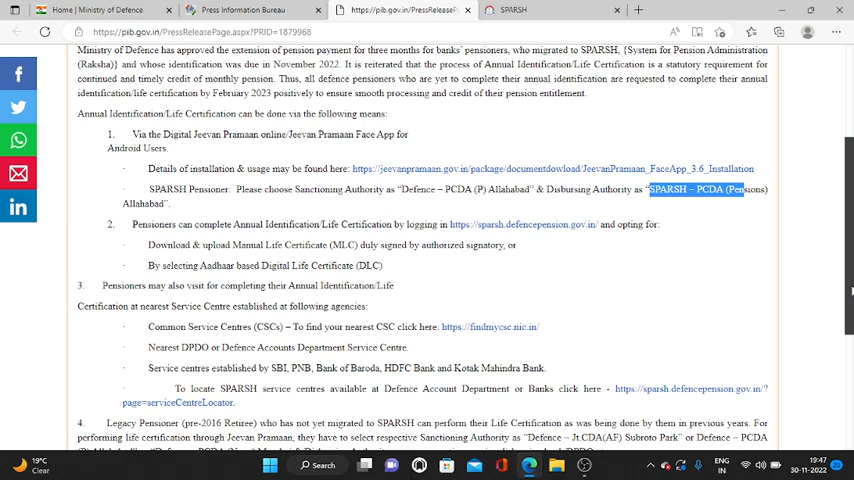 Home | Ministry of Defence
Press Information Bureau
https://pib.gov.in/PressReleasePa
SPARSH
https://pib.gov.in/PressReleasePage.aspx?PRID=1879968
Ministry of Defence has approved the extension of pension payment for three months for banks' pensioners, who migrated to SPARSH, {System for Pension Administration
(Raksha)} and whose identification was due in November 2022. It is reiterated that the process of Annual Identification/Life Certification is a statutory requirement for
continued and timely credit of monthly pension. Thus, all defence pensioners who are yet to complete their annual identification are requested to complete their annual
identification/life certification by February 2023 positively to ensure smooth processing and credit of their pension entitlement.
Annual Identification/Life Certification can be done via the following means:
1. Via the Digital Jeevan Pramaan online/Jeevan Pramaan Face App for
Android Users.
· Details of installation & usage may be found here: https://jeevanpramaan.gov.in/package/documentdowload/JeevanPramaan_FaceApp_3.6_Installation
· SPARSH Pensioner: Please choose Sanctioning Authority as “Defence – PCDA (P) Allahabad” & Disbursing Authority as “SPARSH – PCDA (Pensions)
Allahabad”.
2. Pensioners can complete Annual Identification/Life Certification by logging in https://sparsh.defencepension.gov.in/ and opting for:
· Download & upload Manual Life Certificate (MLC) duly signed by authorized signatory, or
· By selecting Aadhaar based Digital Life Certificate (DLC)
3. Pensioners may also visit for completing their Annual Identification/Life
Certification at nearest Service Centre established at following agencies:
· Common Service Centres (CSCs) – To find your nearest CSC click here: https://findmycsc.nic.in/
· Nearest DPDO or Defence Accounts Department Service Centre.
· Service centres established by SBI, PNB, Bank of Baroda, HDFC Bank and Kotak Mahindra Bank.
· To locate SPARSH service centres available at Defence Account Department or Banks click here - https://sparsh.defencepension.gov.in/?
page=serviceCentreLocator.
4. Legacy Pensioner (pre-2016 Retiree) who has not yet migrated to SPARSH can perform their Life Certification as was being done by them in previous years. For
performing life certification through Jeevan Pramaan, they have to select respective Sanctioning Authority as “Defence – Jt.CDA(AF) Subroto Park” or Defence – PCDA
19°C
Clear
Search
ENG
IN
19:47
30-11-2022